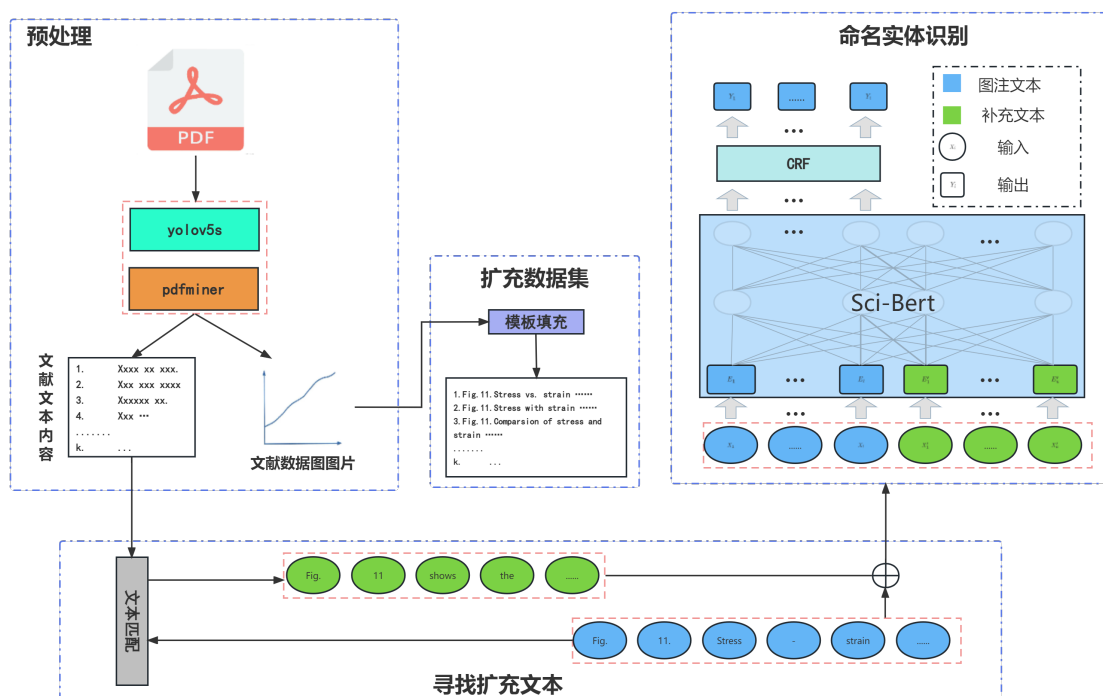 预处理
PDF
yolov5s
pdfminer
文献文本内容
1. Xxxx xx xxx.
2. Xxx xxx xxxx
3. Xxxxxx xx.
4. Xxx ···
.......
k. ...
文献数据图图片
扩充数据集
模板填充
1.Fig.11.Stress vs. strain ······
2.Fig.11.Stress with strain ······
3.Fig.11.Comparsion of stress and
strain ······
.......
k. ...
命名实体识别
图注文本
补充文本
输入
输出
......
...
...
CRF
...
...
...
...
Sci-Bert
...
...
...
...
......
......
文本匹配
Fig. 11 shows the ......
Fig. 11. Stress - strain ......
寻找扩充文本